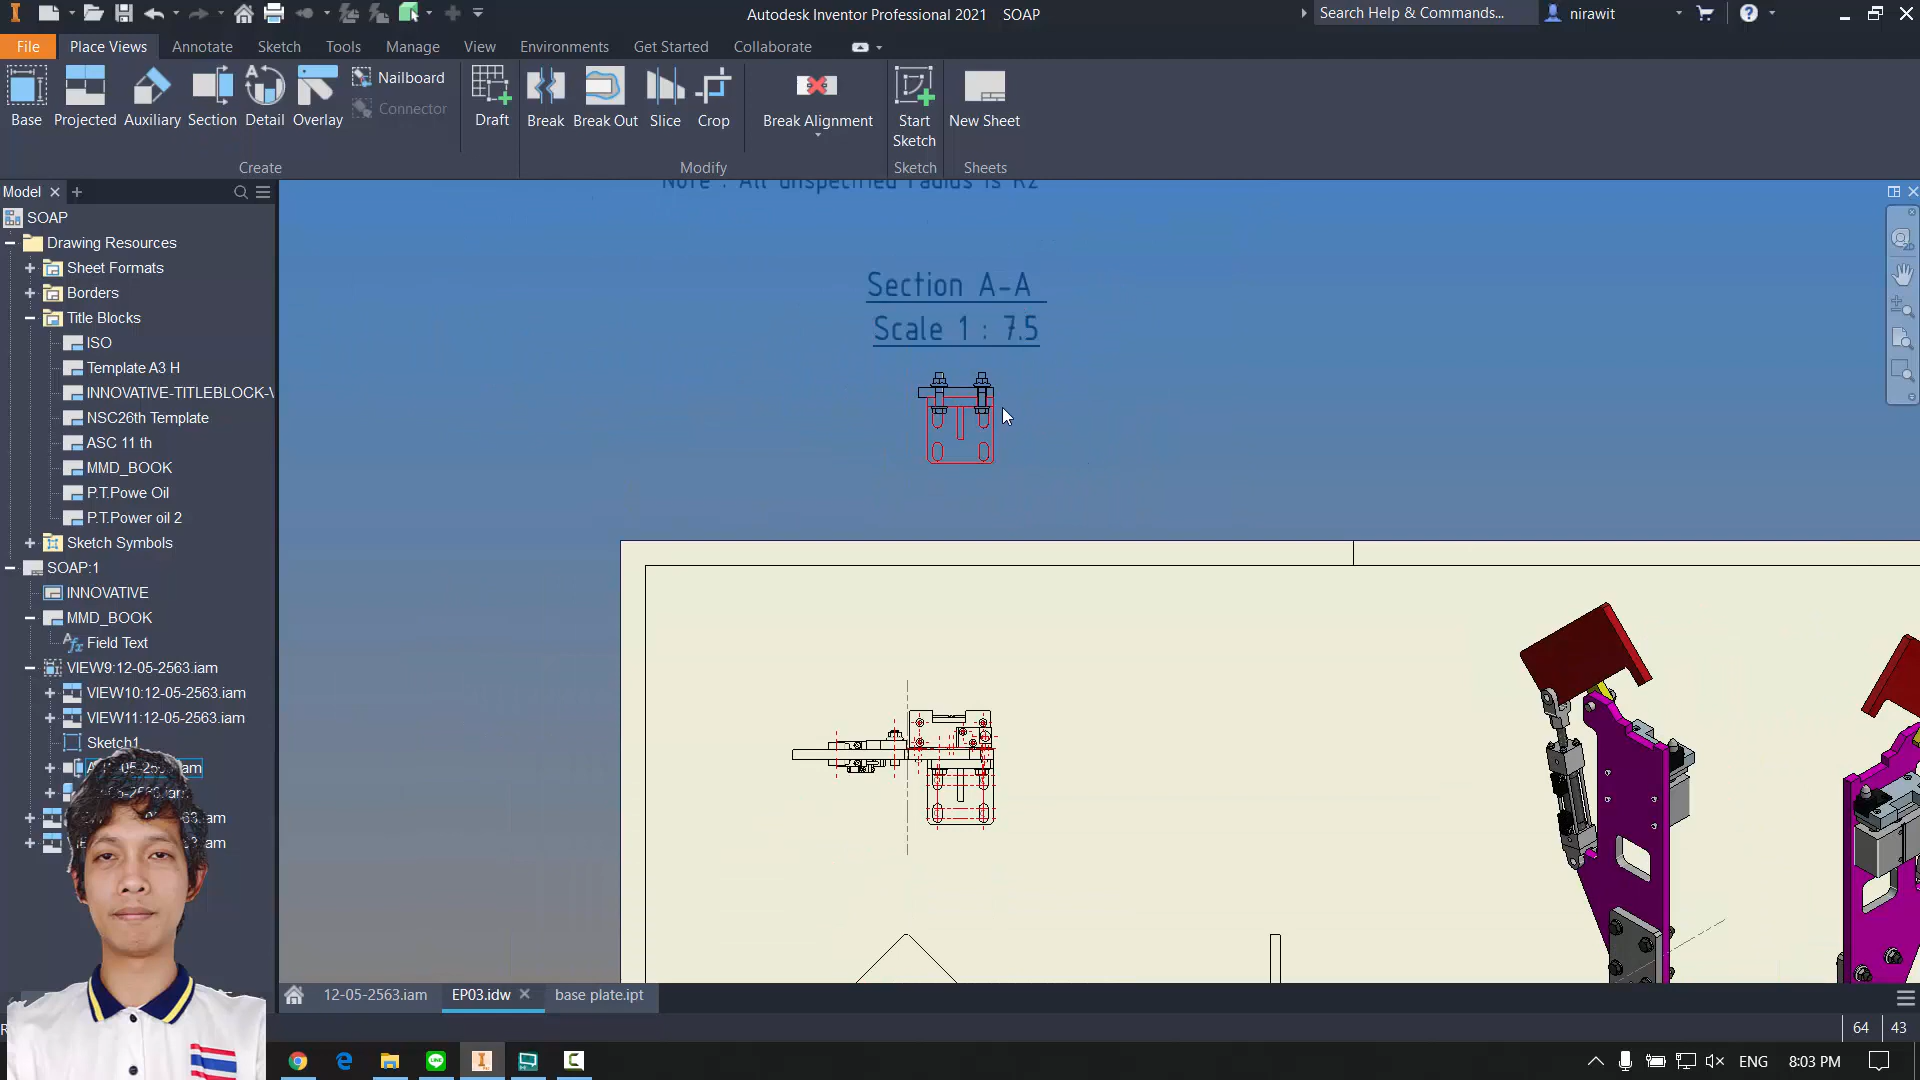 Autodesk Inventor Professional 2021 SOAP
Search Help & Commands...
nirawit
File
Place Views
Annotate
Sketch
Tools
Manage
View
Environments
Get Started
Collaborate
Base
Projected
Auxiliary
Section
Detail
Overlay
Nailboard
Connector
Draft
Break
Break Out
Slice
Crop
Break Alignment
Start
Sketch
New Sheet
Create
Modify
Sketch
Sheets
Model
SOAP
Drawing Resources
Sheet Formats
Borders
Title Blocks
ISO
Template A3 H
INNOVATIVE-TITLEBLOCK-V
NSC26th Template
ASC 11 th
MMD_BOOK
P.T.Powe Oil
P.T.Power oil 2
Sketch Symbols
SOAP:1
INNOVATIVE
MMD_BOOK
Field Text
VIEW9:12-05-2563.iam
VIEW10:12-05-2563.iam
VIEW11:12-05-2563.iam
Sketch1
Note : All unspecified radius is R2
Section A-A
Scale 1 : 7.5
12-05-2563.iam
EP03.idw
base plate.ipt
64
43
ENG
8:03 PM